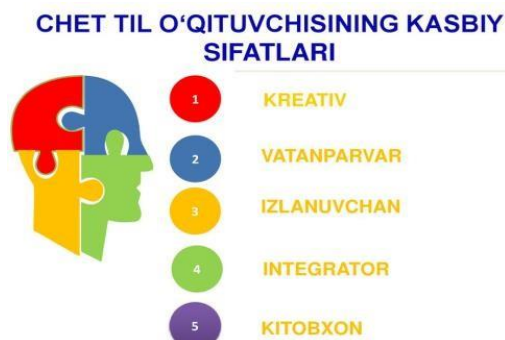 CHET TIL O‘QITUVCHISINING KASBIY
SIFATLARI
1 KREATIV
2 VATANPARVAR
3 IZLANUVCHAN
4 INTEGRATOR
5 KITOBXON